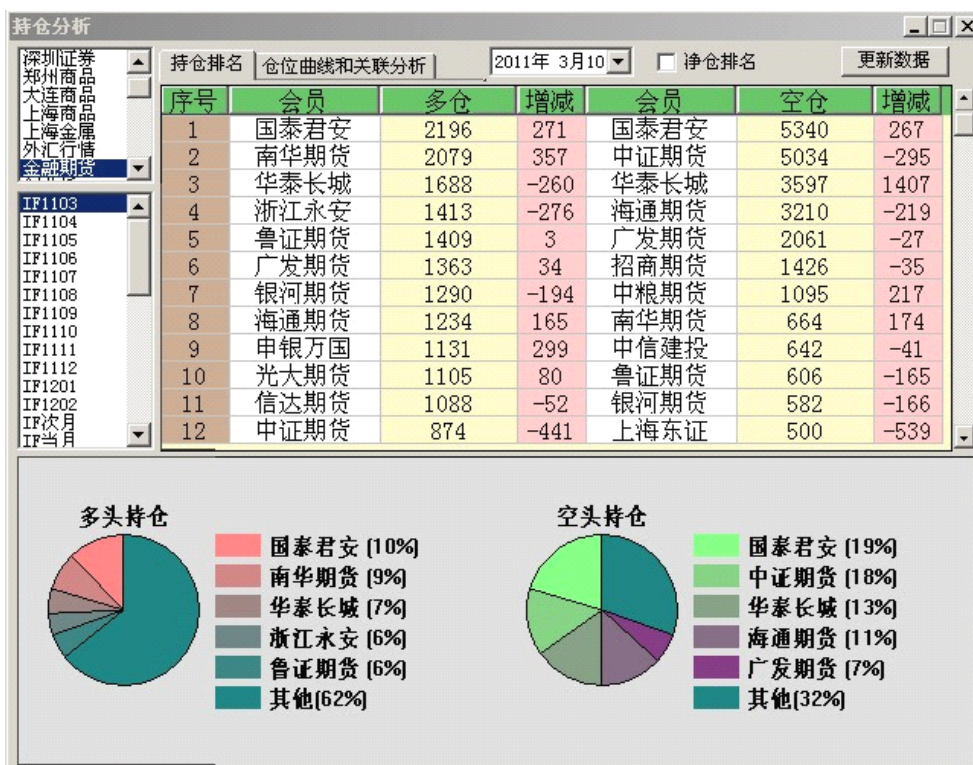 持仓分析
深圳证券
郑州商品
大连商品
上海商品
上海金属
外汇行情
金融期货
持仓排名 仓位曲线和关联分析 2011年 3月10 净仓排名 更新数据
序号 会员 多仓 增减 会员 空仓 增减
1 国泰君安 2196 271 国泰君安 5340 267
2 南华期货 2079 357 中证期货 5034 -295
3 华泰长城 1688 -260 华泰长城 3597 1407
4 浙江永安 1413 -276 海通期货 3210 -219
5 鲁证期货 1409 3 广发期货 2061 -27
6 广发期货 1363 34 招商期货 1426 -35
7 银河期货 1290 -194 中粮期货 1095 217
8 海通期货 1234 165 南华期货 664 174
9 申银万国 1131 299 中信建投 642 -41
10 光大期货 1105 80 鲁证期货 606 -165
11 信达期货 1088 -52 银河期货 582 -166
12 中证期货 874 -441 上海东证 500 -539
IF1103
IF1104
IF1105
IF1106
IF1107
IF1108
IF1109
IF1110
IF1111
IF1112
IF1201
IF1202
IF次月
IF当月
多头持仓
国泰君安 (10%)
南华期货 (9%)
华泰长城 (7%)
浙江永安 (6%)
鲁证期货 (6%)
其他(62%)
空头持仓
国泰君安 (19%)
中证期货 (18%)
华泰长城 (13%)
海通期货 (11%)
广发期货 (7%)
其他(32%)